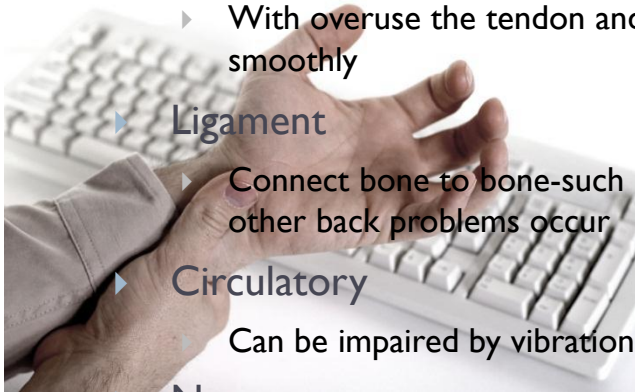 With overuse the tendon and
smoothly
Ligament
Connect bone to bone-such
other back problems occur
Circulatory
Can be impaired by vibration